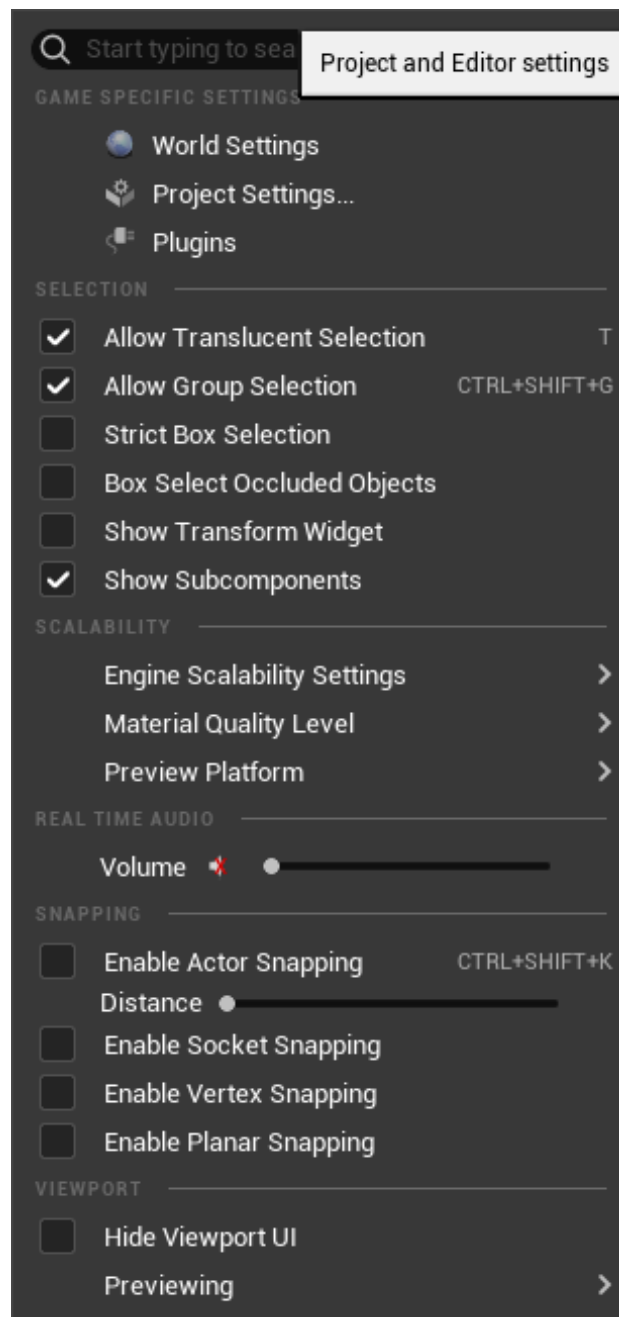 Start typing to sea
Project and Editor settings
GAME SPECIFIC SETTINGS
World Settings
Project Settings...
Plugins
SELECTION
Allow Translucent Selection T
Allow Group Selection CTRL+SHIFT+G
Strict Box Selection
Box Select Occluded Objects
Show Transform Widget
Show Subcomponents
SCALABILITY
Engine Scalability Settings
Material Quality Level
Preview Platform
REAL TIME AUDIO
Volume
SNAPPING
Enable Actor Snapping CTRL+SHIFT+K
Distance
Enable Socket Snapping
Enable Vertex Snapping
Enable Planar Snapping
VIEWPORT
Hide Viewport UI
Previewing